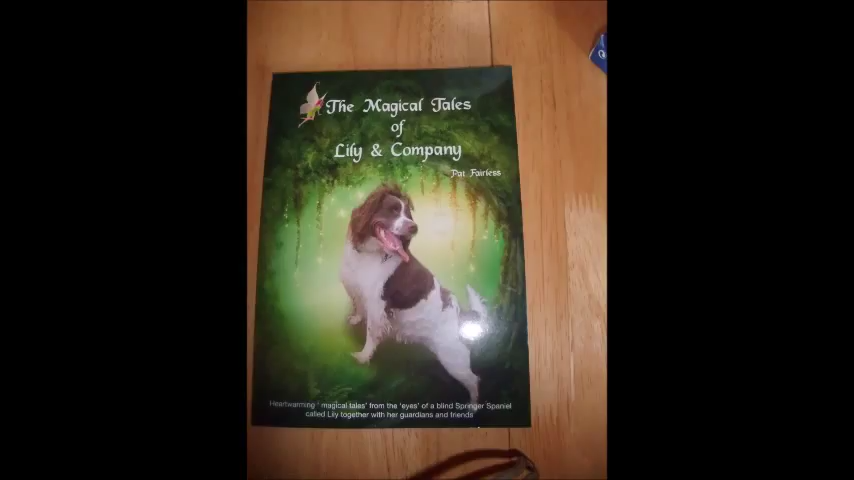 The Magical Tales
of
Lily & Company
Pat Fairless
Heartwarming ' magical tales' from the 'eyes' of a blind Springer Spaniel
called Lily together with her guardians and friends